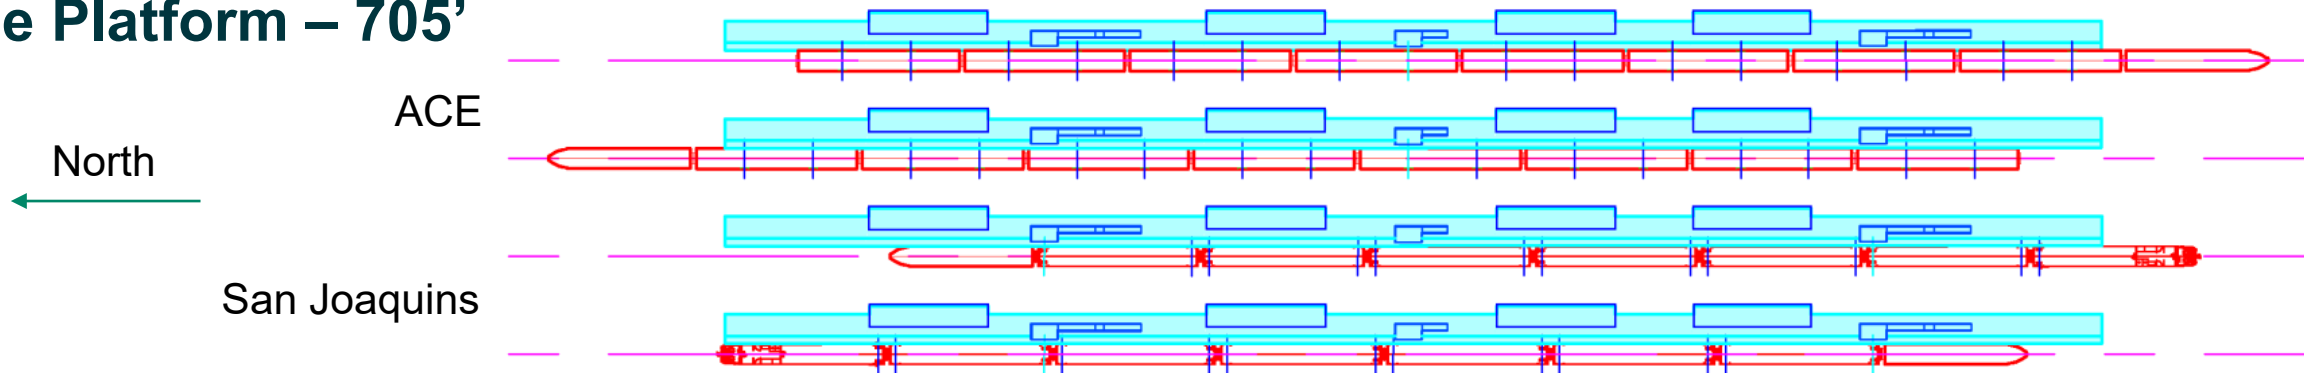 e Platform – 705’
ACE
North
San Joaquins